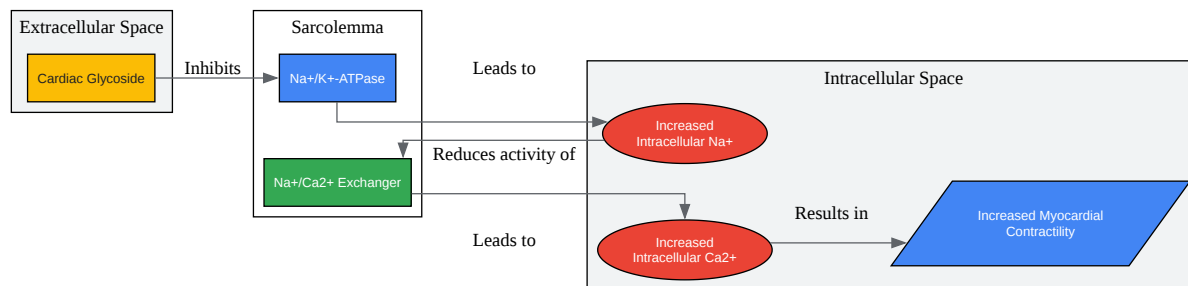 Extracellular Space
Cardiac Glycoside
Inhibits
Sarcolemma
Na+/K+-ATPase
Leads to
Intracellular Space
Increased
Intracellular Na+
Reduces activity of
Na+/Ca2+ Exchanger
Leads to
Increased
Intracellular Ca2+
Results in
Increased Myocardial
Contractility